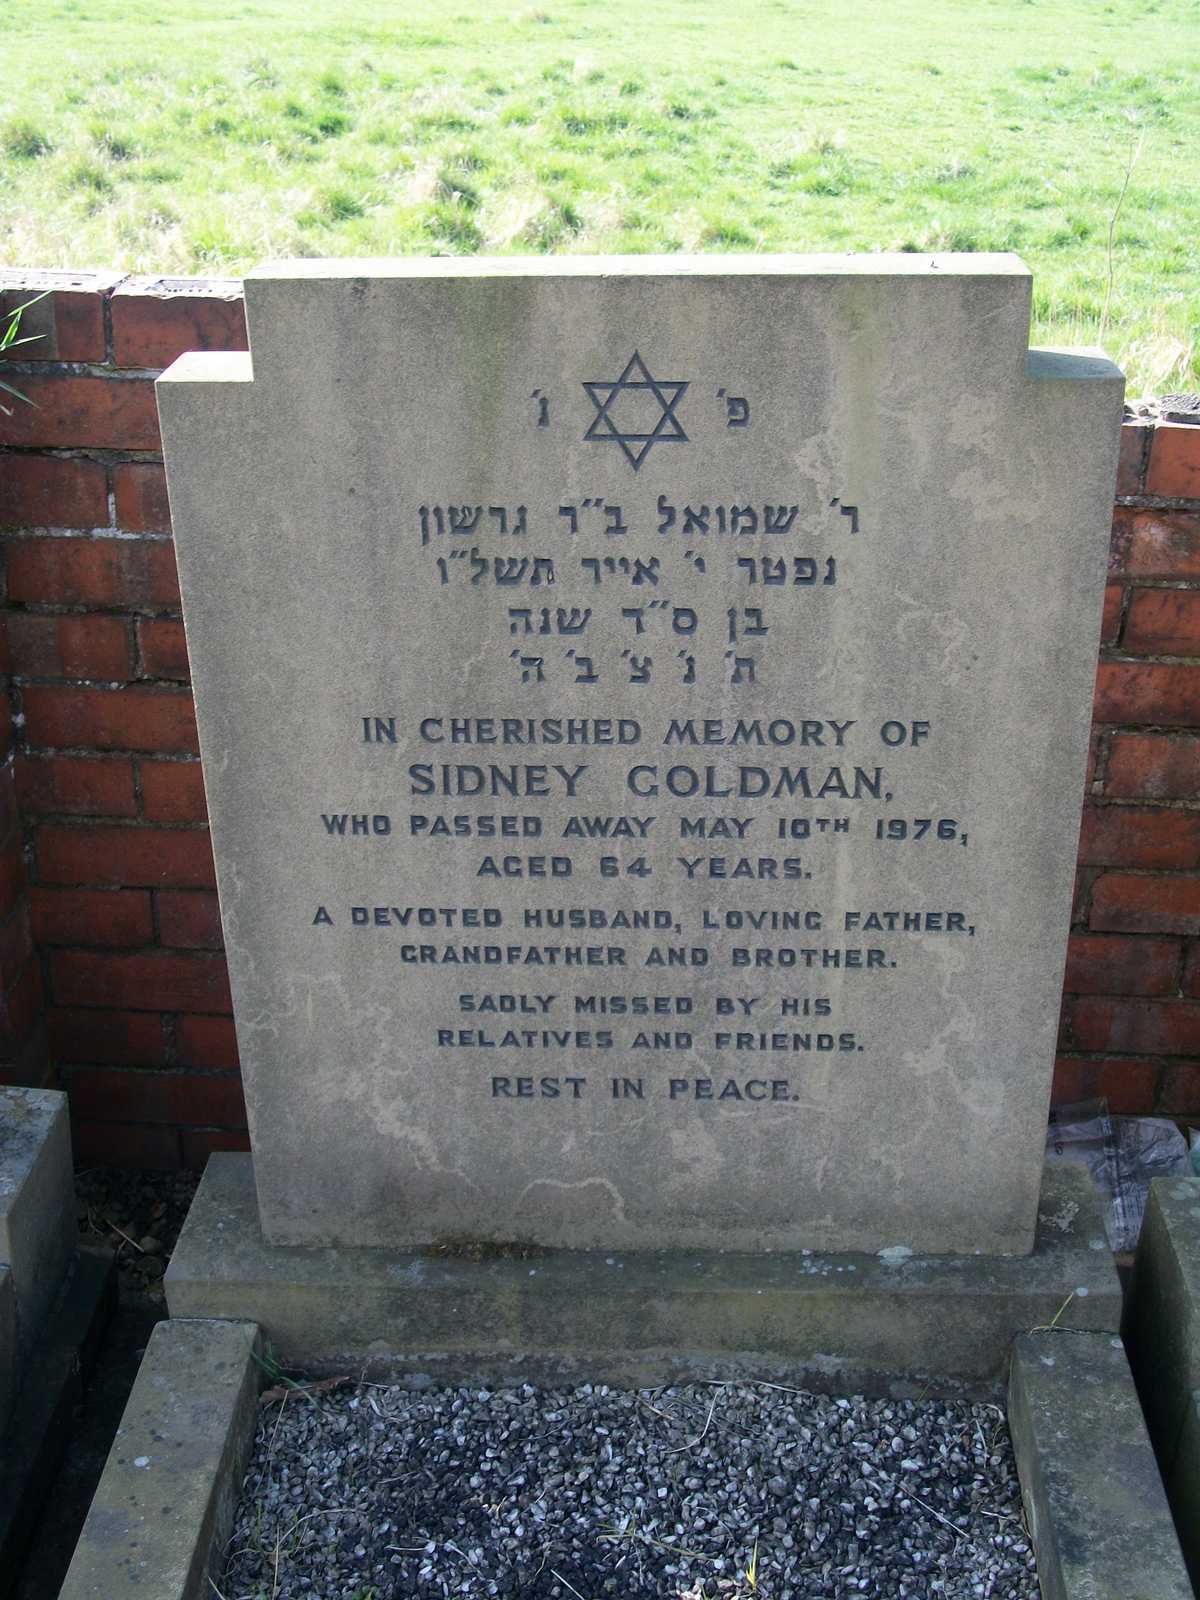 פ׳ נ׳
ר׳ שמואל ב״ר גרשון
נפטר י׳ אייר תשל״ו
בן ס״ד שנה
ת׳ נ׳ צ׳ ב׳ ה׳
IN CHERISHED MEMORY OF
SIDNEY GOLDMAN,
WHO PASSED AWAY MAY 10TH 1976,
AGED 64 YEARS.
A DEVOTED HUSBAND, LOVING FATHER,
GRANDFATHER AND BROTHER.
SADLY MISSED BY HIS
RELATIVES AND FRIENDS.
REST IN PEACE.